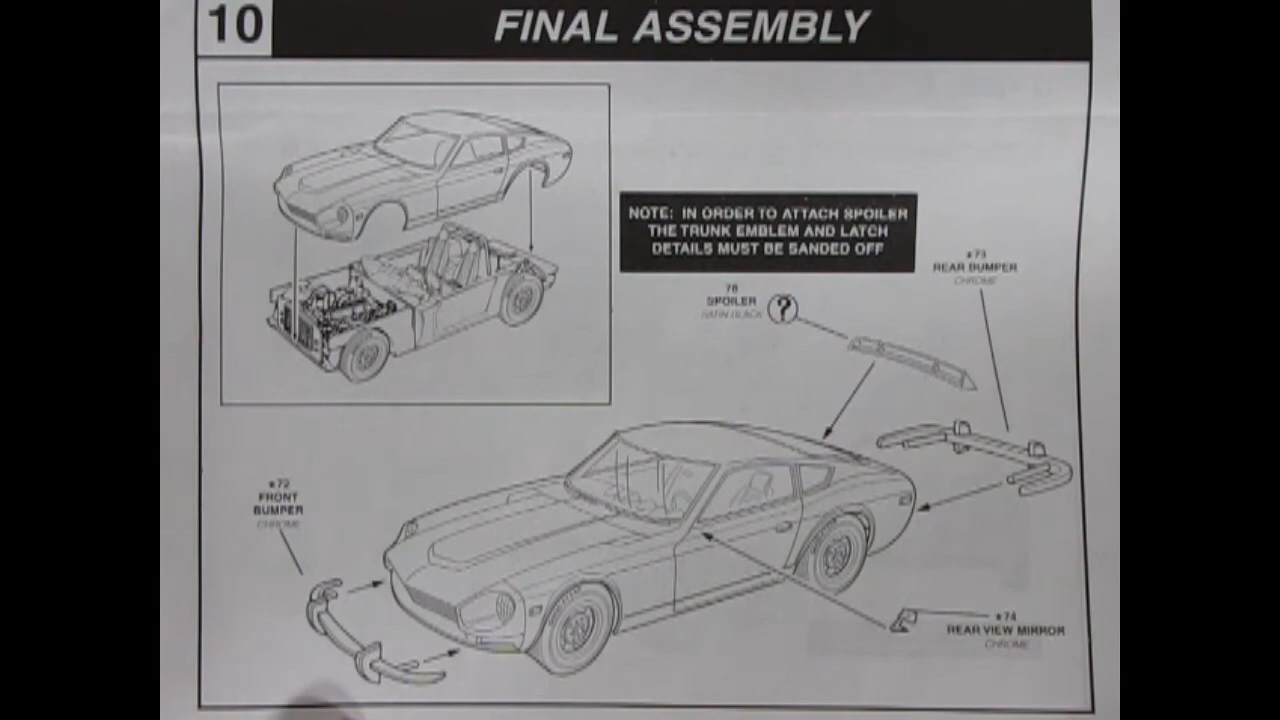 10
FINAL ASSEMBLY
NOTE: IN ORDER TO ATTACH SPOILER
THE TRUNK EMBLEM AND LATCH
DETAILS MUST BE SANDED OFF
★73
REAR BUMPER
CHROME
SPOILER
SATIN BLACK
?
★72
FRONT
BUMPER
CHROME
★74
REAR VIEW MIRROR
CHROME